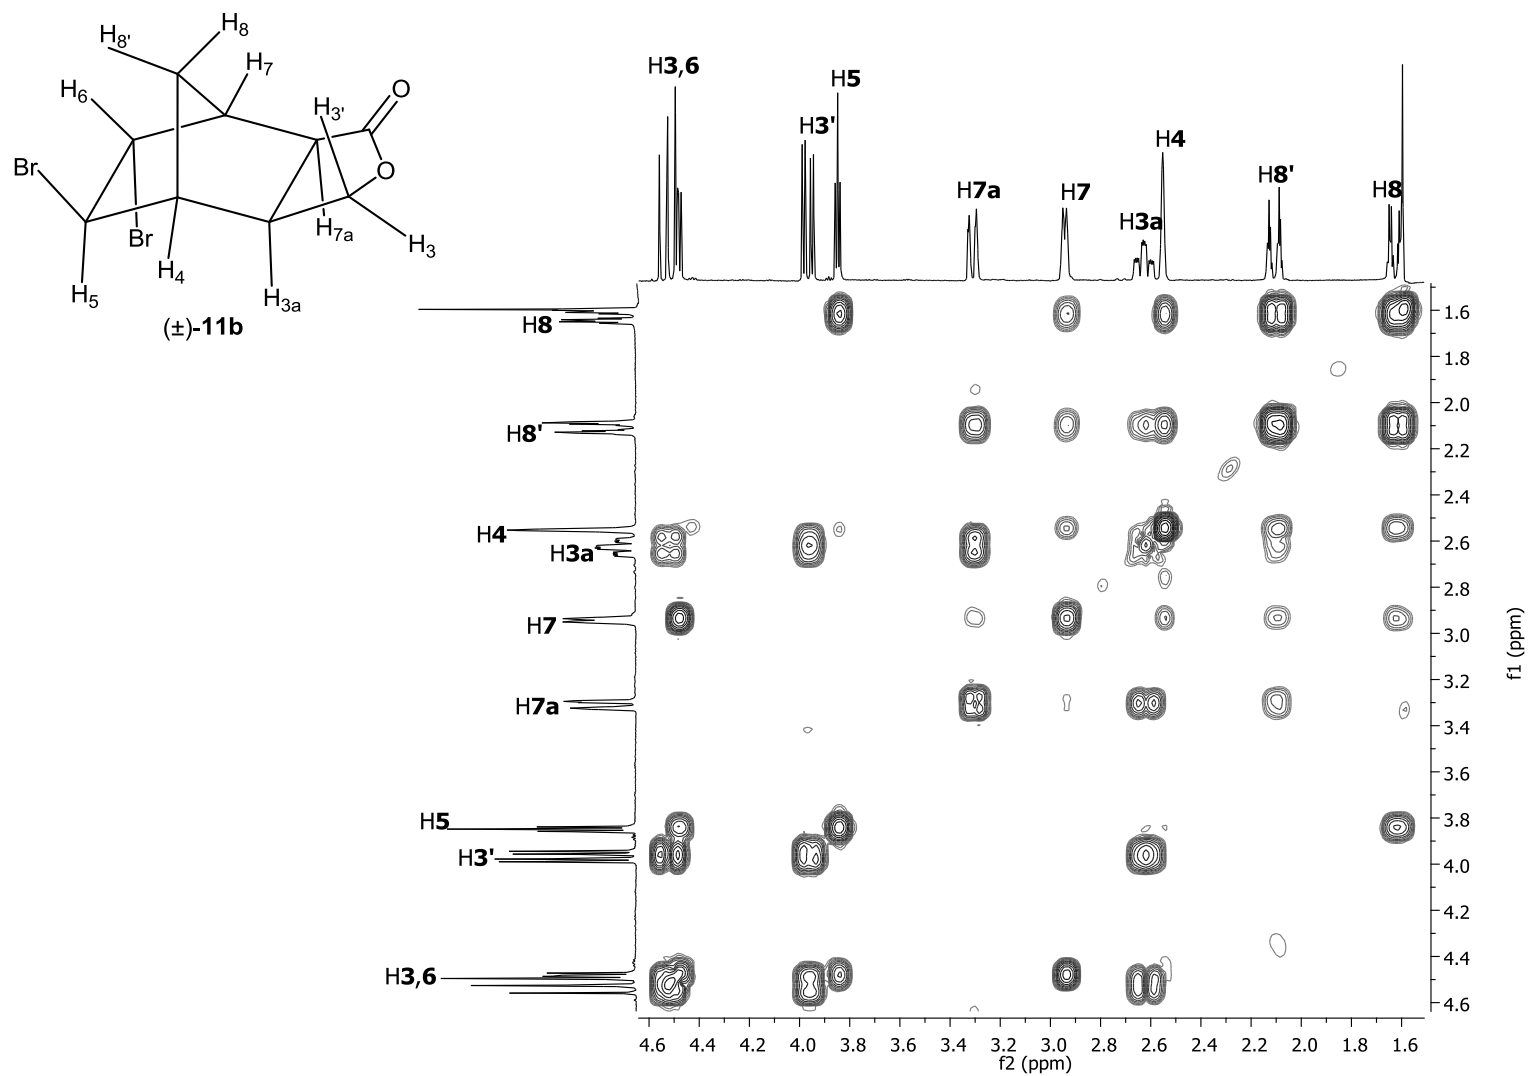 H8'
H8
H7
H6
H3'
O
O
Br
Br
H7a
H3
H4
H5
H3a
(±)-11b
H3,6
H3'
H5
H7a
H7
H3a
H4
H8'
H8
H8
H8'
H4
H3a
H7
H7a
H5
H3'
H3,6
1.6
1.8
2.0
2.2
2.4
2.6
2.8
3.0
3.2
3.4
3.6
3.8
4.0
4.2
4.4
4.6
f1 (ppm)
4.6 4.4 4.2 4.0 3.8 3.6 3.4 3.2 3.0 2.8 2.6 2.4 2.2 2.0 1.8 1.6
f2 (ppm)